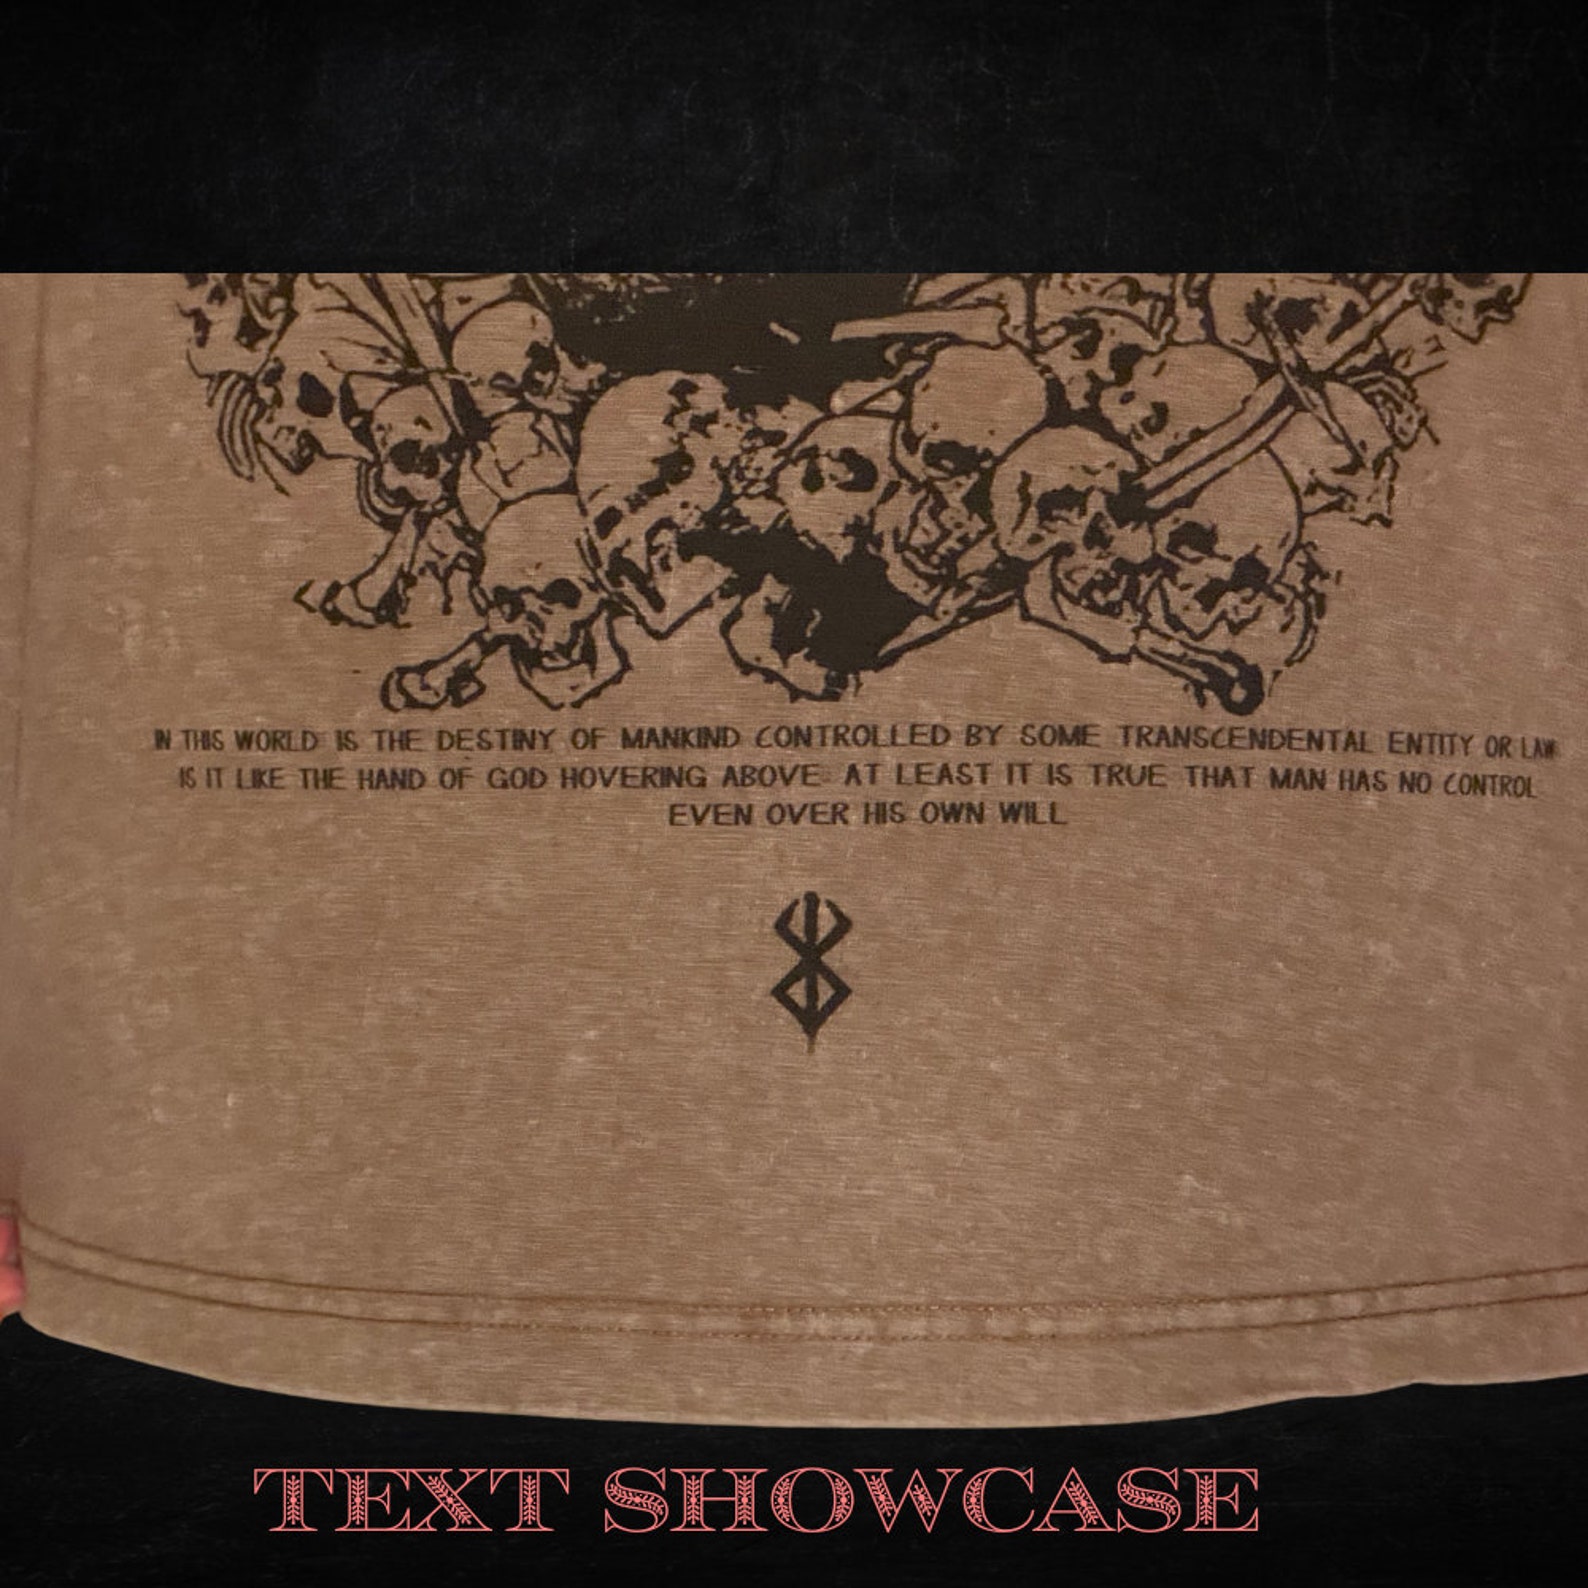 IN THIS WORLD IS THE DESTINY OF MANKIND CONTROLLED BY SOME TRANSCENDENTAL ENTITY OR LAW
IS IT LIKE THE HAND OF GOD HOVERING ABOVE AT LEAST IT IS TRUE THAT MAN HAS NO CONTROL
EVEN OVER HIS OWN WILL
TEXT SHOWCASE